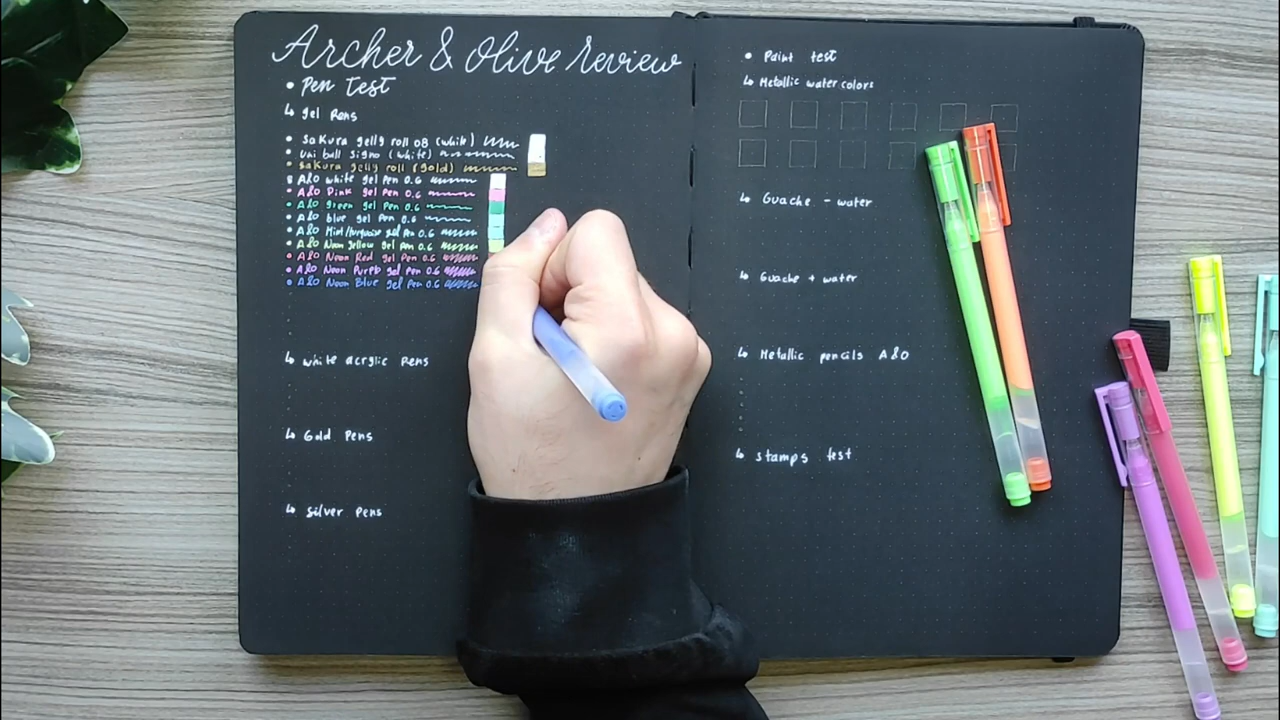 Archer & Olive review
• Pen Test
↳ gel Pens
• Sakura gelly roll 08 (white)
• Uni ball signo (white)
• Sakura gelly roll (gold)
• A&O white gel Pen 0.6
• A&O Pink gel Pen 0.6
• A&O green gel Pen 0.6
• A&O blue gel Pen 0.6
• A&O Mint/turquoise gel Pen 0.6
• A&O Neon yellow gel Pen 0.6
• A&O Neon Red gel Pen 0.6
• A&O Neon Purple gel Pen 0.6
• A&O Neon Blue gel Pen 0.6
↳ white acrylic Pens
↳ Gold Pens
↳ Silver Pens
• Paint test
↳ Metallic water colors
↳ Guache - water
↳ Guache + water
↳ Metallic pencils A&O
↳ stamps test